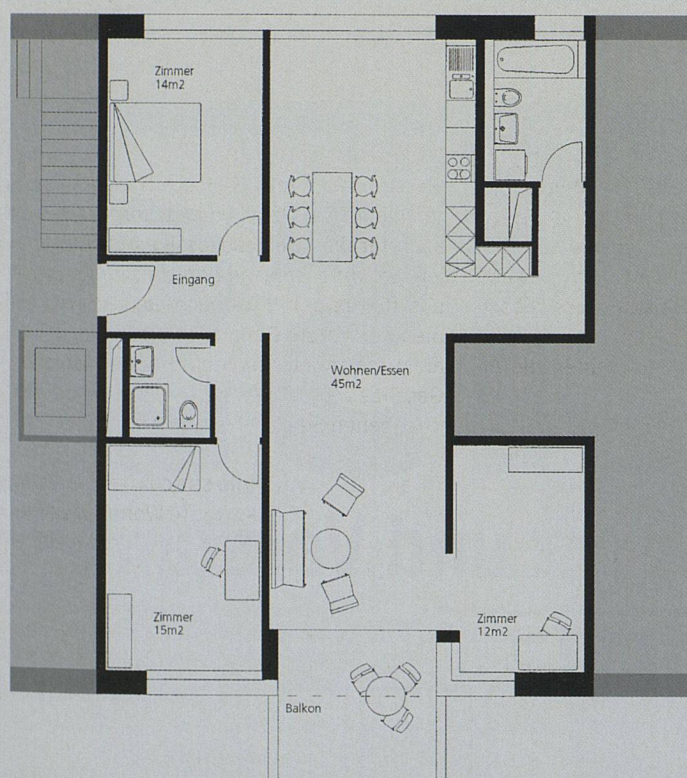 Zimmer
14m2
Eingang
Wohnen/Essen
45m2
Zimmer
15m2
Zimmer
12m2
Balkon